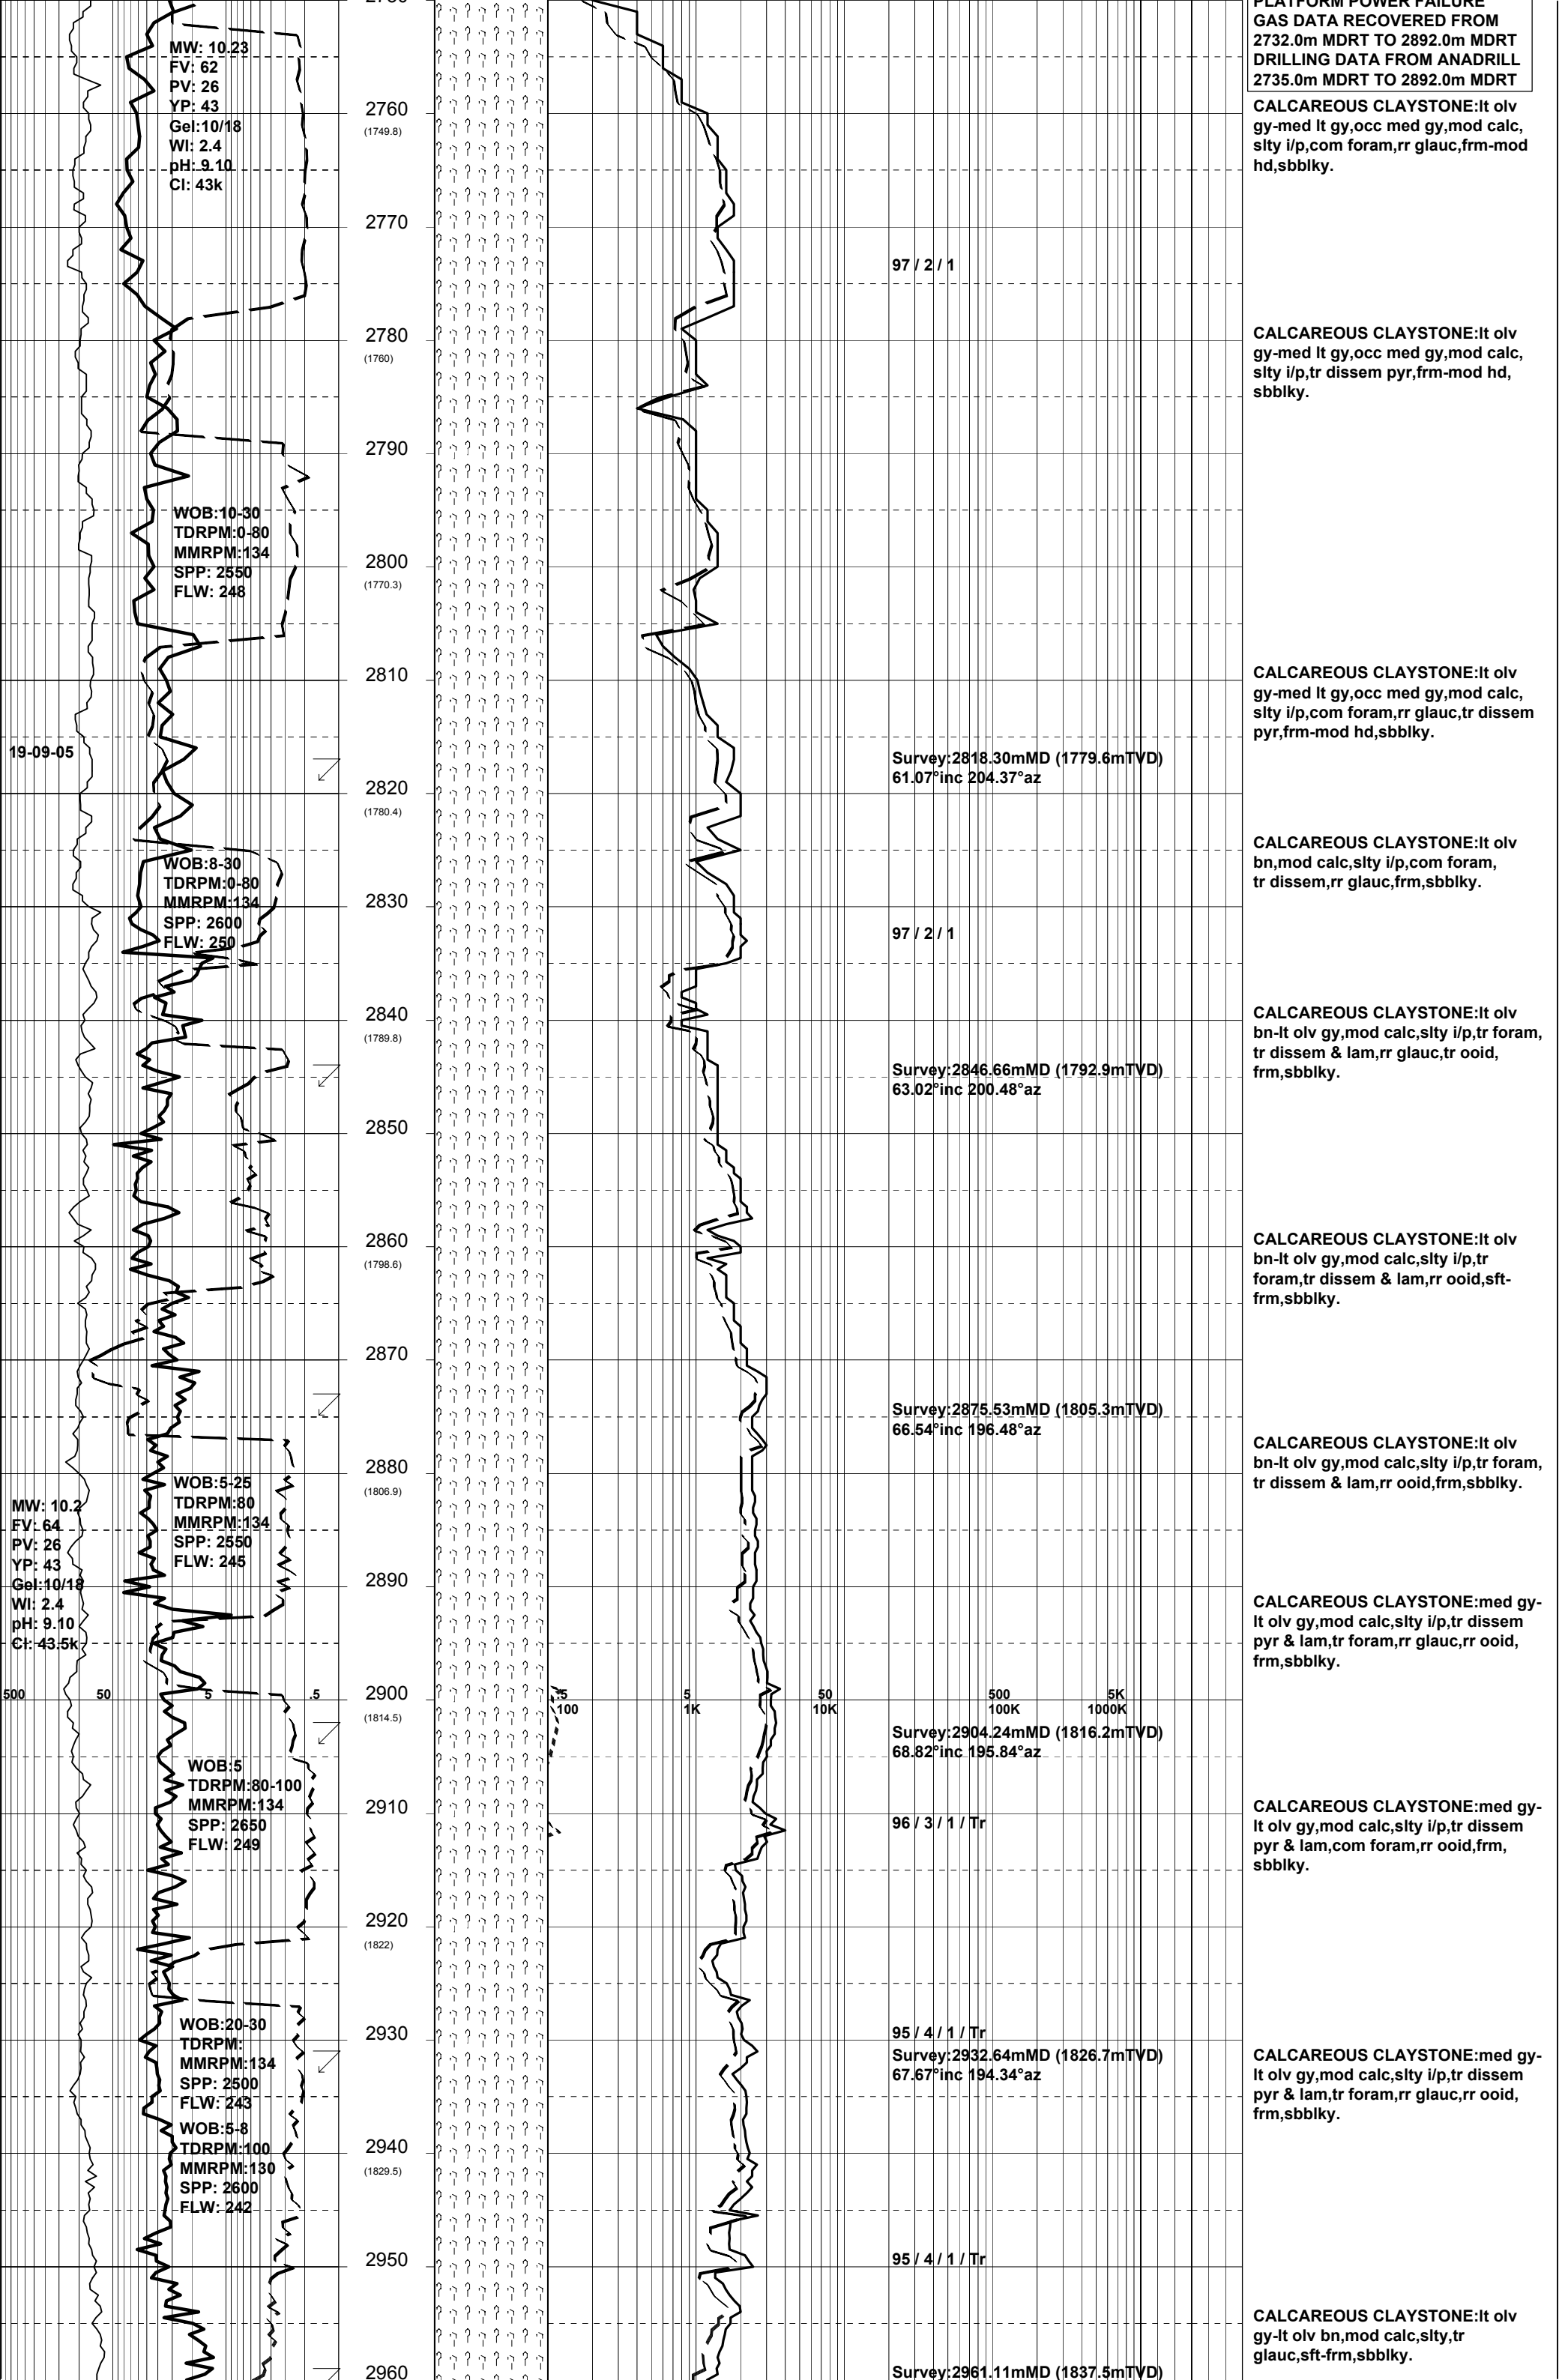 PLATFORM POWER FAILURE
GAS DATA RECOVERED FROM
2732.0m MDRT TO 2892.0m MDRT
DRILLING DATA FROM ANADRILL
2735.0m MDRT TO 2892.0m MDRT
MW: 10.23
FV: 62
PV: 26
YP: 43
Gel:10/18
Wl: 2.4
pH: 9.10
Cl: 43k
2760
(1749.8)
CALCAREOUS CLAYSTONE:lt olv
gy-med lt gy,occ med gy,mod calc,
slty i/p,com foram,rr glauc,frm-mod
hd,sbblky.
2770
97 / 2 / 1
2780
(1760)
CALCAREOUS CLAYSTONE:lt olv
gy-med lt gy,occ med gy,mod calc,
slty i/p,tr dissem pyr,frm-mod hd,
sbblky.
2790
WOB:10-30
TDRPM:0-80
MMRPM:134
SPP: 2550
FLW: 248
2800
(1770.3)
2810
CALCAREOUS CLAYSTONE:lt olv
gy-med lt gy,occ med gy,mod calc,
slty i/p,com foram,rr glauc,tr dissem
pyr,frm-mod hd,sbblky.
19-09-05
Survey:2818.30mMD (1779.6mTVD)
61.07°inc 204.37°az
2820
(1780.4)
CALCAREOUS CLAYSTONE:lt olv
bn,mod calc,slty i/p,com foram,
tr dissem,rr glauc,frm,sbblky.
WOB:8-30
TDRPM:0-80
MMRPM:134
SPP: 2600
FLW: 250
2830
97 / 2 / 1
2840
(1789.8)
CALCAREOUS CLAYSTONE:lt olv
bn-lt olv gy,mod calc,slty i/p,tr foram,
tr dissem & lam,rr glauc,tr ooid,
frm,sbblky.
Survey:2846.66mMD (1792.9mTVD)
63.02°inc 200.48°az
2850
2860
(1798.6)
CALCAREOUS CLAYSTONE:lt olv
bn-lt olv gy,mod calc,slty i/p,tr
foram,tr dissem & lam,rr ooid,sft-
frm,sbblky.
2870
Survey:2875.53mMD (1805.3mTVD)
66.54°inc 196.48°az
2880
(1806.9)
CALCAREOUS CLAYSTONE:lt olv
bn-lt olv gy,mod calc,slty i/p,tr foram,
tr dissem & lam,rr ooid,frm,sbblky.
WOB:5-25
TDRPM:80
MMRPM:134
SPP: 2550
FLW: 245
MW: 10.2
FV: 64
PV: 26
YP: 43
Gel:10/18
Wl: 2.4
pH: 9.10
Cl: 43.5k
2890
CALCAREOUS CLAYSTONE:med gy-
lt olv gy,mod calc,slty i/p,tr dissem
pyr & lam,tr foram,rr glauc,rr ooid,
frm,sbblky.
500 50 5 .5
2900
(1814.5)
.5 5 50 500 5K
100 1K 10K 100K 1000K
Survey:2904.24mMD (1816.2mTVD)
68.82°inc 195.84°az
WOB:5
TDRPM:80-100
MMRPM:134
SPP: 2650
FLW: 249
2910
96 / 3 / 1 / Tr
CALCAREOUS CLAYSTONE:med gy-
lt olv gy,mod calc,slty i/p,tr dissem
pyr & lam,com foram,rr ooid,frm,
sbblky.
2920
(1822)
WOB:20-30
TDRPM:
MMRPM:134
SPP: 2500
FLW: 243
2930
95 / 4 / 1 / Tr
Survey:2932.64mMD (1826.7mTVD)
67.67°inc 194.34°az
CALCAREOUS CLAYSTONE:med gy-
lt olv gy,mod calc,slty i/p,tr dissem
pyr & lam,tr foram,rr glauc,rr ooid,
frm,sbblky.
WOB:5-8
TDRPM:100
MMRPM:130
SPP: 2600
FLW: 242
2940
(1829.5)
2950
95 / 4 / 1 / Tr
CALCAREOUS CLAYSTONE:lt olv
gy-lt olv bn,mod calc,slty,tr
glauc,sft-frm,sbblky.
2960
Survey:2961.11mMD (1837.5mTVD)